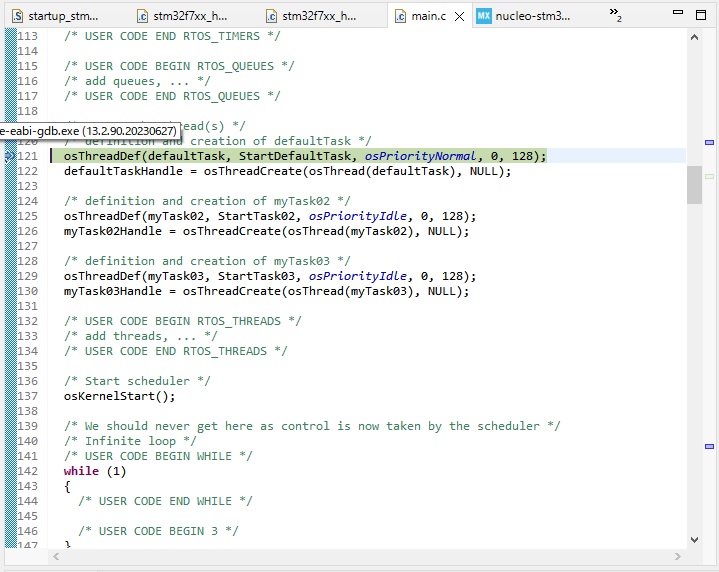 startup_stm...
stm32f7xx_h...
stm32f7xx_h...
main.c
MX nucleo-stm3...
»2
113 /* USER CODE END RTOS_TIMERS */
114
115 /* USER CODE BEGIN RTOS_QUEUES */
116 /* add queues, ... */
117 /* USER CODE END RTOS_QUEUES */
118
e-eabi-gdb.exe (13.2.90.20230627) read(s) */
120 definition and creation of defaultTask */
121 osThreadDef(defaultTask, StartDefaultTask, osPriorityNormal, 0, 128);
122 defaultTaskHandle = osThreadCreate(osThread(defaultTask), NULL);
123
124 /* definition and creation of myTask02 */
125 osThreadDef(myTask02, StartTask02, osPriorityIdle, 0, 128);
126 myTask02Handle = osThreadCreate(osThread(myTask02), NULL);
127
128 /* definition and creation of myTask03 */
129 osThreadDef(myTask03, StartTask03, osPriorityIdle, 0, 128);
130 myTask03Handle = osThreadCreate(osThread(myTask03), NULL);
131
132 /* USER CODE BEGIN RTOS_THREADS */
133 /* add threads, ... */
134 /* USER CODE END RTOS_THREADS */
135
136 /* Start scheduler */
137 osKernelStart();
138
139 /* We should never get here as control is now taken by the scheduler */
140 /* Infinite loop */
141 /* USER CODE BEGIN WHILE */
142 while (1)
143 {
144 /* USER CODE END WHILE */
145
146 /* USER CODE BEGIN 3 */
147 }